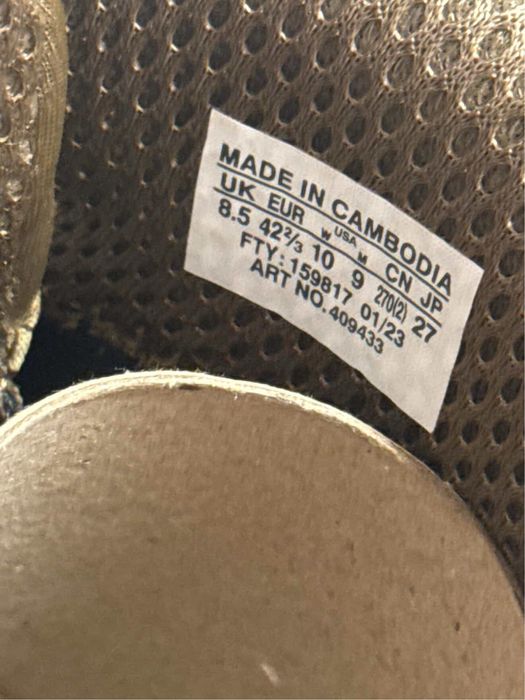 MADE IN CAMBODIA
UK EUR W USA M CN JP
8.5 42⅔ 10 9 270(2) 27
FTY:159817 01/23
ART NO.409433